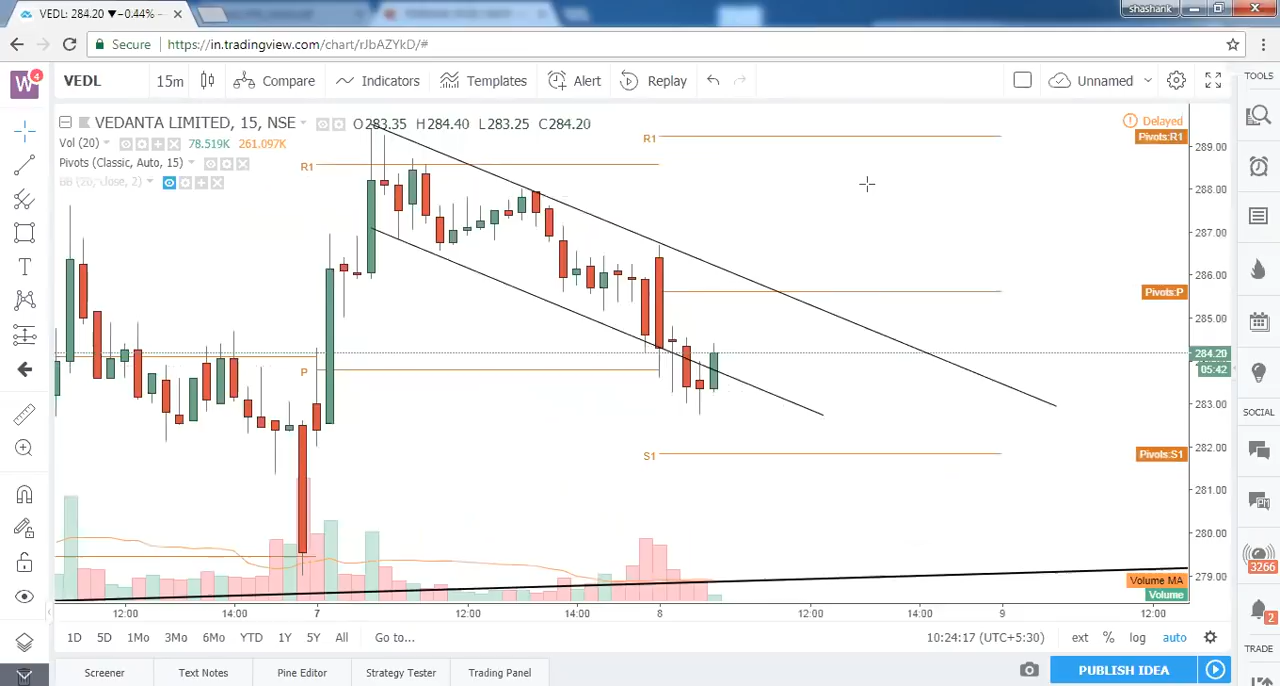 VEDL: 284.20 ▼−0.44%
shasharik
Secure https://in.tradingview.com/chart/rJbAZYkD/#
W 4 VEDL 15m Compare Indicators Templates Alert Replay Unnamed TOOLS
VEDANTA LIMITED, 15, NSE O283.35 H284.40 L283.25 C284.20
Delayed
Vol (20) 78.519K 261.097K
Pivots (Classic, Auto, 15)
R1
R1
Pivots:R1
P
Pivots:P
S1
Pivots:S1
289.00
288.00
287.00
286.00
285.00
284.20
05:42
283.00
282.00
281.00
280.00
279.00
Volume MA
Volume
SOCIAL
3266
2
TRADE
12:00 14:00 7 12:00 14:00 8 12:00 14:00 9 12:00
1D 5D 1Mo 3Mo 6Mo YTD 1Y 5Y All Go to... 10:24:17 (UTC+5:30) ext % log auto
Screener Text Notes Pine Editor Strategy Tester Trading Panel PUBLISH IDEA